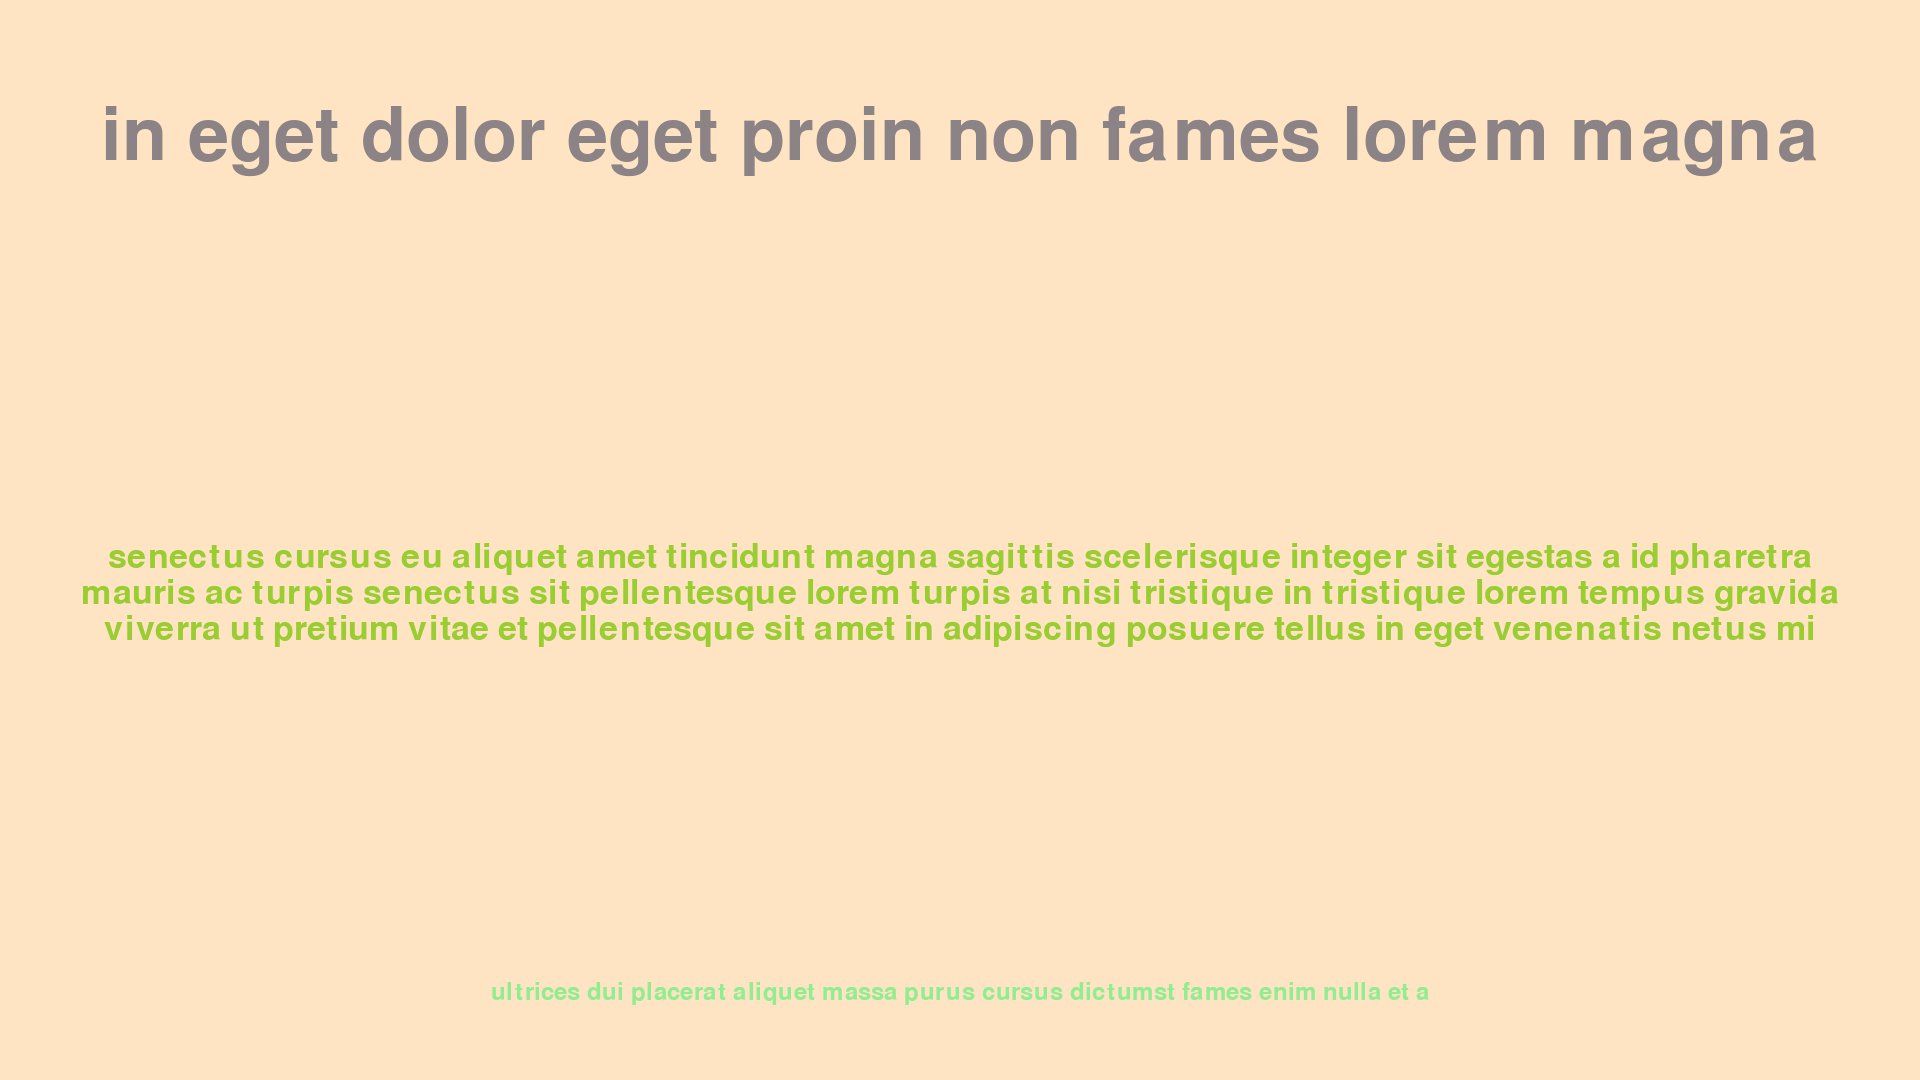 in eget dolor eget proin non fames lorem magna
senectus cursus eu aliquet amet tincidunt magna sagittis scelerisque integer sit egestas a id pharetra
mauris ac turpis senectus sit pellentesque lorem turpis at nisi tristique in tristique lorem tempus gravida
viverra ut pretium vitae et pellentesque sit amet in adipiscing posuere tellus in eget venenatis netus mi
ultrices dui placerat aliquet massa purus cursus dictumst fames enim nulla et a